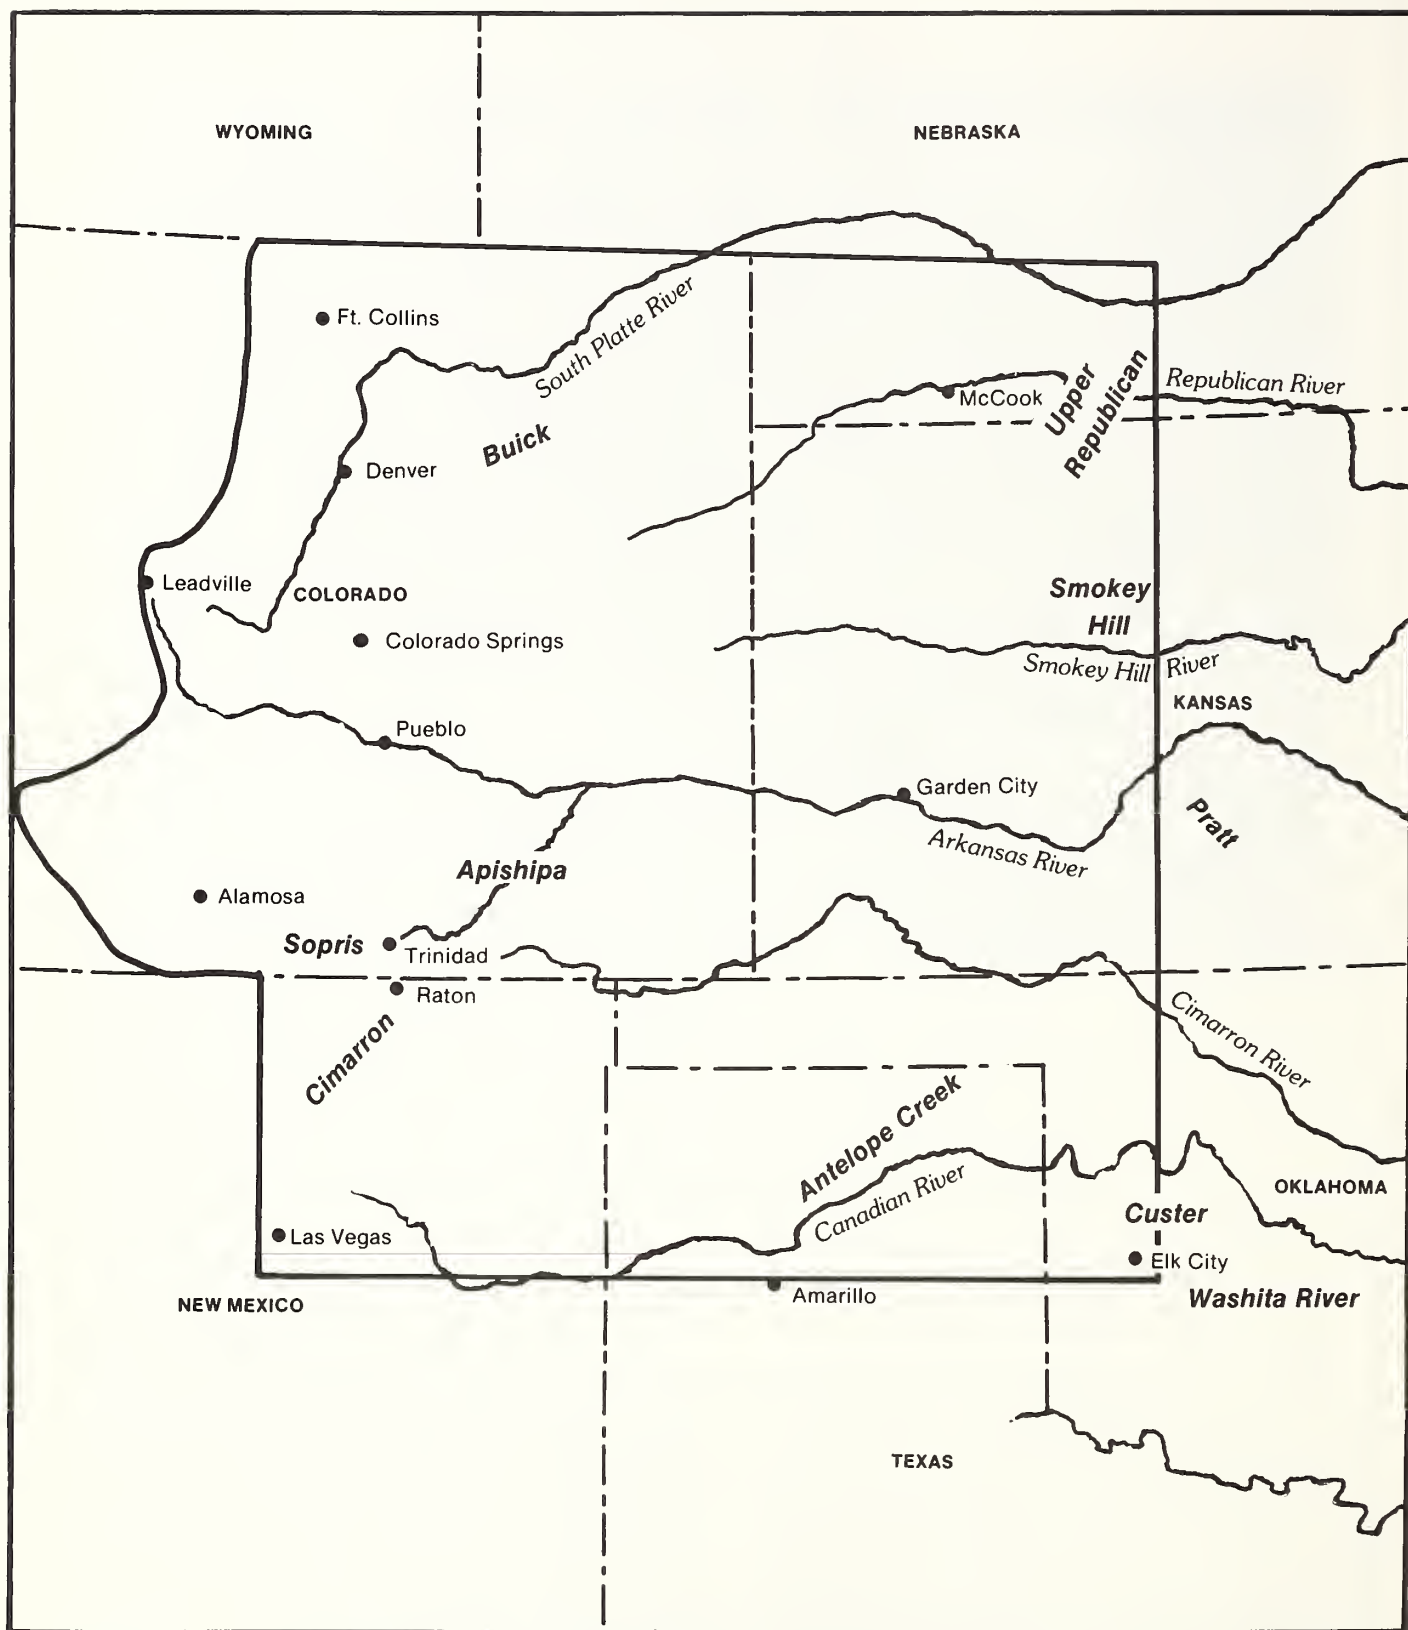 WYOMING
NEBRASKA
Ft. Collins
South Platte River
Upper
Republican
Republican River
McCook
Buick
Denver
Leadville
COLORADO
Smokey
Hill
Colorado Springs
Smokey Hill River
KANSAS
Pueblo
Garden City
Pratt
Arkansas River
Apishipa
Alamosa
Sopris
Trinidad
Raton
Cimarron
Cimarron River
Antelope Creek
Canadian River
OKLAHOMA
Custer
Las Vegas
Elk City
Amarillo
Washita River
NEW MEXICO
TEXAS